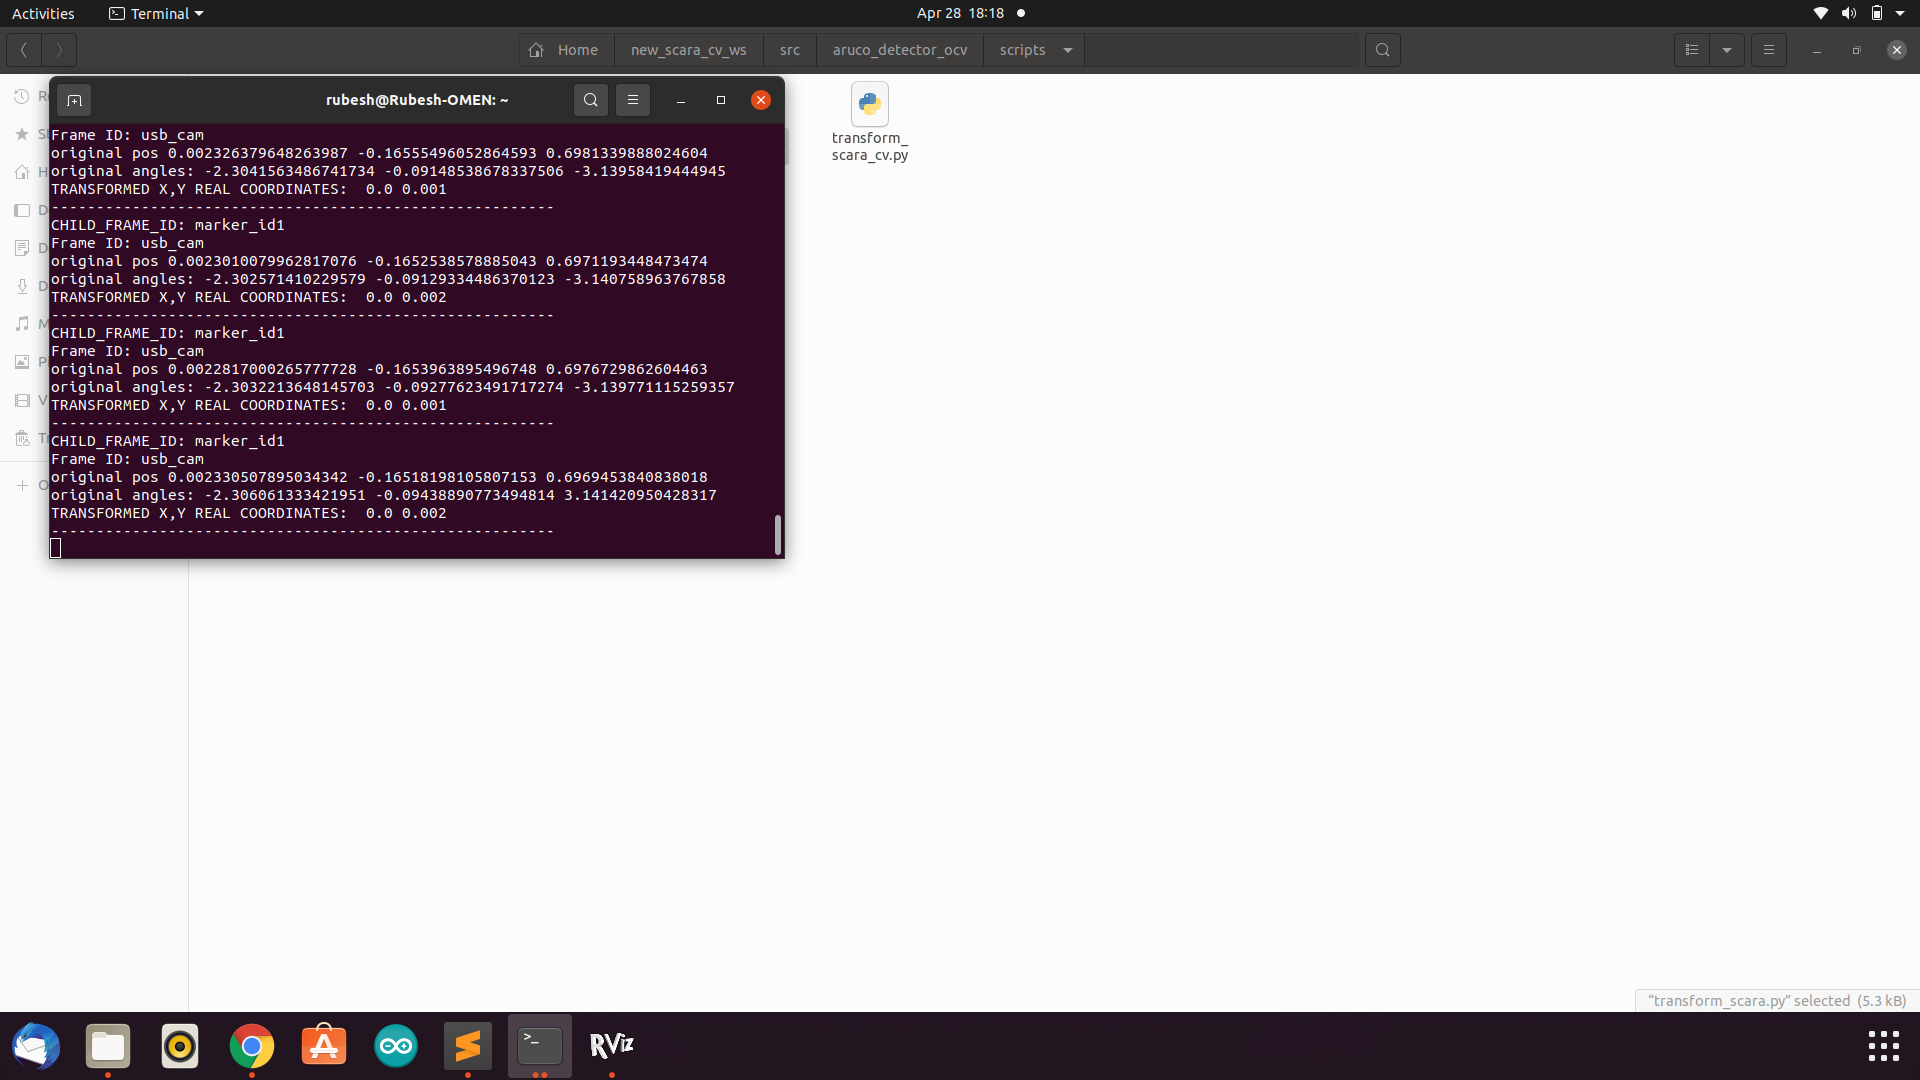 Activities
Terminal
Apr 28 18:18
Home
new_scara_cv_ws
src
aruco_detector_ocv
scripts
rubesh@Rubesh-OMEN: ~
Frame ID: usb_cam
original pos 0.002326379648263987 -0.16555496052864593 0.6981339888024604
original angles: -2.3041563486741734 -0.09148538678337506 -3.13958419444945
TRANSFORMED X,Y REAL COORDINATES:  0.0 0.001
--------------------------------------------------------
CHILD_FRAME_ID: marker_id1
Frame ID: usb_cam
original pos 0.0023010079962817076 -0.1652538578885043 0.6971193448473474
original angles: -2.302571410229579 -0.09129334486370123 -3.140758963767858
TRANSFORMED X,Y REAL COORDINATES:  0.0 0.002
--------------------------------------------------------
CHILD_FRAME_ID: marker_id1
Frame ID: usb_cam
original pos 0.0022817000265777728 -0.1653963895496748 0.6976729862604463
original angles: -2.3032213648145703 -0.09277623491717274 -3.139771115259357
TRANSFORMED X,Y REAL COORDINATES:  0.0 0.001
--------------------------------------------------------
CHILD_FRAME_ID: marker_id1
Frame ID: usb_cam
original pos 0.002330507895034342 -0.16518198105807153 0.6969453840838018
original angles: -2.306061333421951 -0.09438890773494814 3.141420950428317
TRANSFORMED X,Y REAL COORDINATES:  0.0 0.002
--------------------------------------------------------
transform_
scara_cv.py
"transform_scara.py" selected (5.3 kB)
RViz